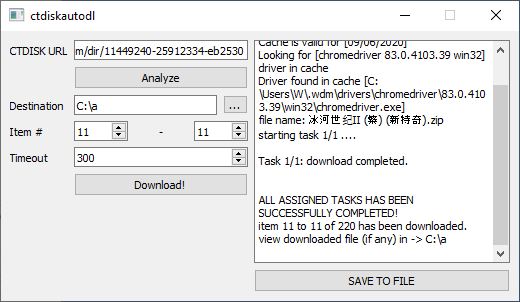 ctdiskautodl
CTDISK URL
m/dir/11449240-25912334-eb2530
Analyze
Destination
C:\a
...
Item #
11
-
11
Timeout
300
Download!
Cache is valid for [09/06/2020]
Looking for [chromedriver 83.0.4103.39 win32]
driver in cache
Driver found in cache [C:
\Users\W\.wdm\drivers\chromedriver\83.0.410
3.39\win32\chromedriver.exe]
file name: 冰河世纪II (繁) (新特奇).zip
starting task 1/1 ....
Task 1/1: download completed.
ALL ASSIGNED TASKS HAS BEEN
SUCCESSFULLY COMPLETED!
item 11 to 11 of 220 has been downloaded.
view downloaded file (if any) in -> C:\a
SAVE TO FILE